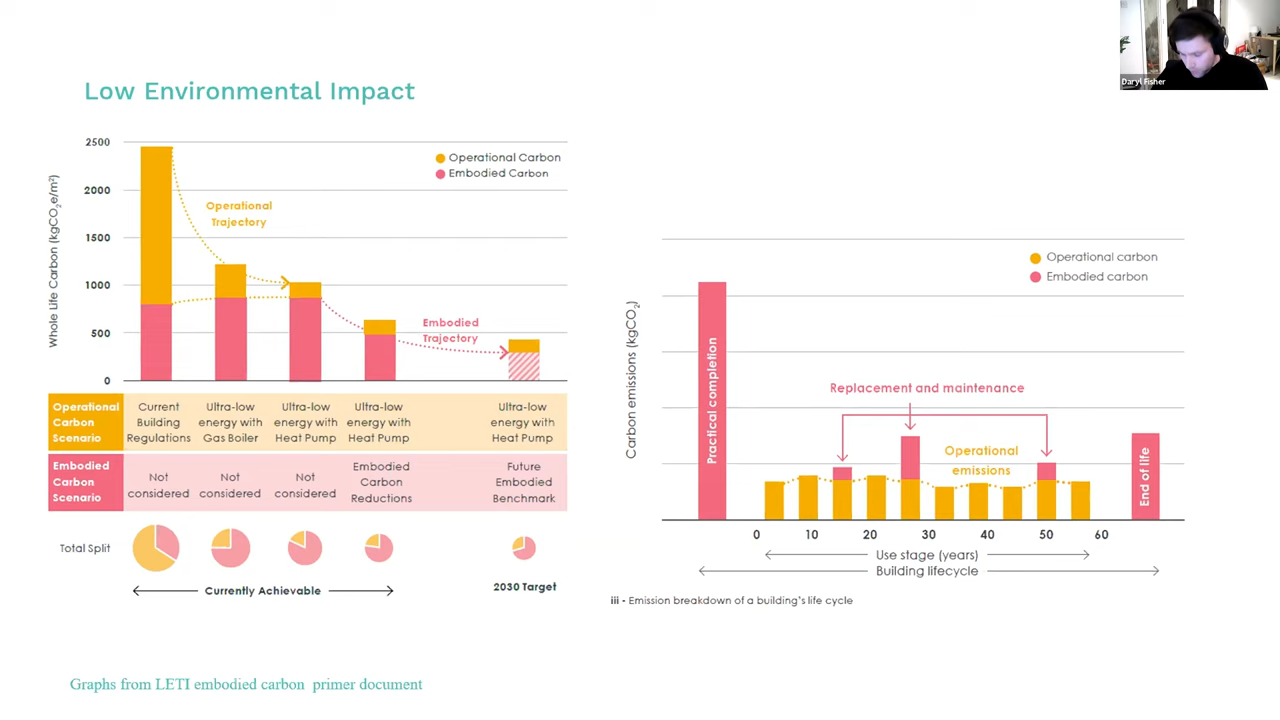 Daryl Fisher
Low Environmental Impact
2500
2000
1500
1000
500
0
Whole Life Carbon (kgCO2e/m²)
Operational Carbon
Embodied Carbon
Operational
Trajectory
Embodied
Trajectory
Operational
Carbon
Scenario
Current
Building
Regulations
Ultra-low
energy with
Gas Boiler
Ultra-low
energy with
Heat Pump
Ultra-low
energy with
Heat Pump
Ultra-low
energy with
Heat Pump
Embodied
Carbon
Scenario
Not
considered
Not
considered
Not
considered
Embodied
Carbon
Reductions
Future
Embodied
Benchmark
Total Split
Currently Achievable
2030 Target
Carbon emissions (kgCO2)
Operational carbon
Embodied carbon
Practical completion
Replacement and maintenance
Operational
emissions
End of life
0 10 20 30 40 50 60
Use stage (years)
Building lifecycle
iii - Emission breakdown of a building's life cycle
Graphs from LETI embodied carbon primer document